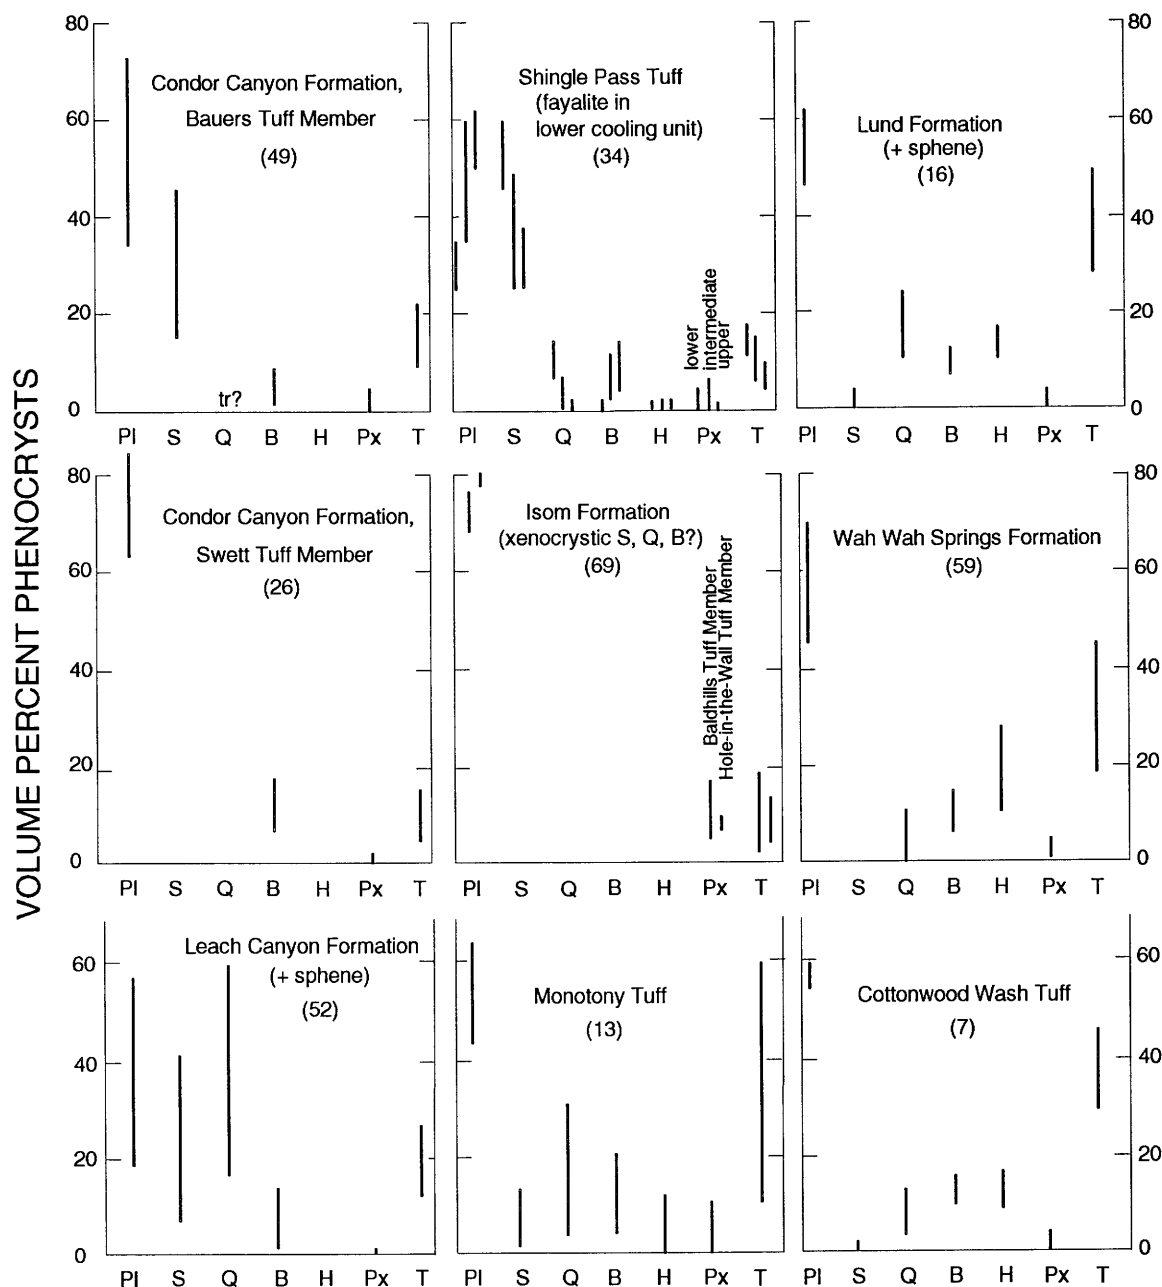 VOLUME PERCENT PHENOCRYSTS
80
60
40
20
0
Condor Canyon Formation,
Bauers Tuff Member
(49)
tr?
Pl S Q B H Px T
Shingle Pass Tuff
(fayalite in
lower cooling unit)
(34)
lower
intermediate
upper
Pl S Q B H Px T
Lund Formation
(+ sphene)
(16)
80
60
40
20
0
Pl S Q B H Px T
80
60
40
20
0
Condor Canyon Formation,
Swett Tuff Member
(26)
Pl S Q B H Px T
Isom Formation
(xenocrystic S, Q, B?)
(69)
Baldhills Tuff Member
Hole-in-the-Wall Tuff Member
S Q B H Px T
Wah Wah Springs Formation
(59)
80
60
40
20
0
Pl S Q B H Px T
60
40
20
0
Leach Canyon Formation
(+ sphene)
(52)
Pl S Q B H Px T
Monotony Tuff
(13)
Pl S Q B H Px T
Cottonwood Wash Tuff
(7)
60
40
20
0
Pl S Q B H Px T